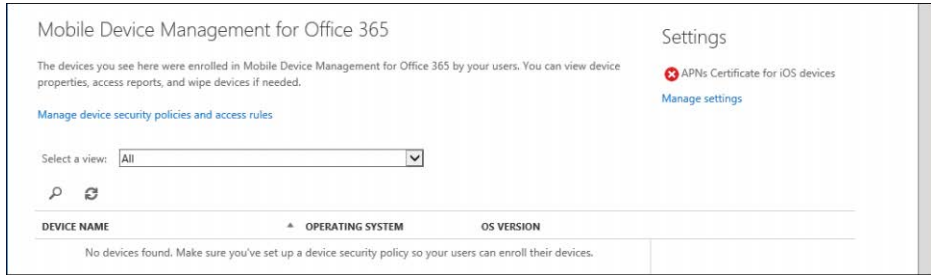 Mobile Device Management for Office 365
The devices you see here were enrolled in Mobile Device Management for Office 365 by your users. You can view device
properties, access reports, and wipe devices if needed.
Manage device security policies and access rules
Select a view: All
DEVICE NAME OPERATING SYSTEM OS VERSION
No devices found. Make sure you've set up a device security policy so your users can enroll their devices.
Settings
APNs Certificate for iOS devices
Manage settings